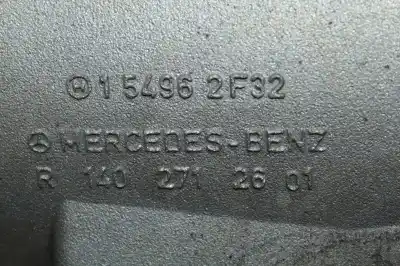 1 5496 2F32
MERCEDES-BENZ
R 140 271 26 01